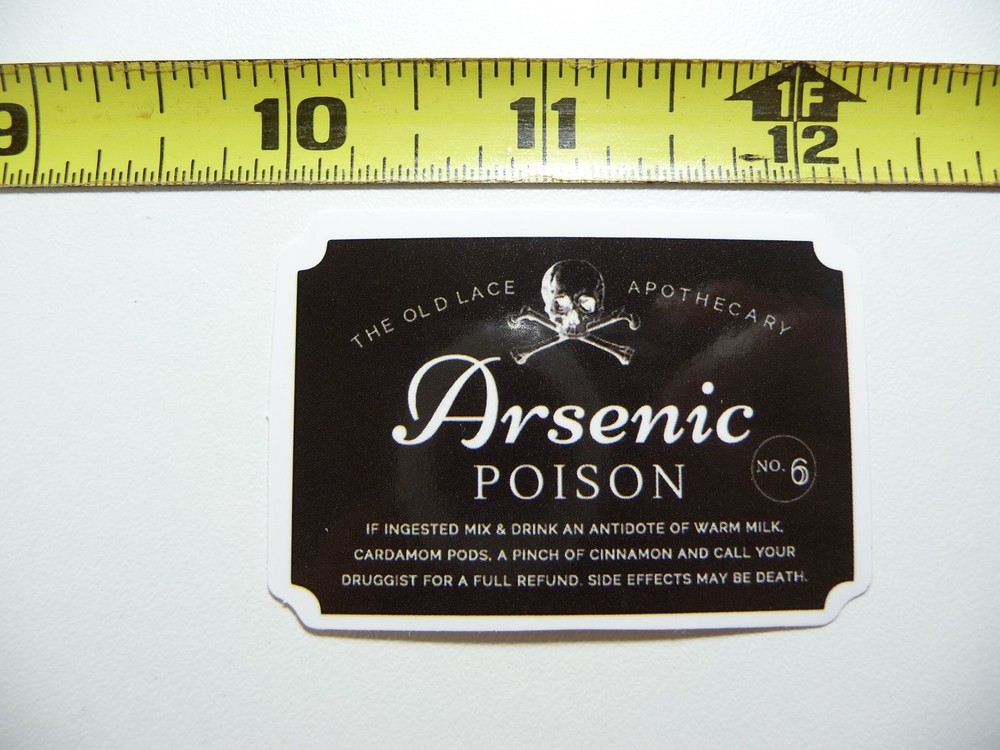 9 10 11 1F
12
THE OLD LACE APOTHECARY
Arsenic
POISON
NO. 6
IF INGESTED MIX & DRINK AN ANTIDOTE OF WARM MILK,
CARDAMOM PODS, A PINCH OF CINNAMON AND CALL YOUR
DRUGGIST FOR A FULL REFUND. SIDE EFFECTS MAY BE DEATH.